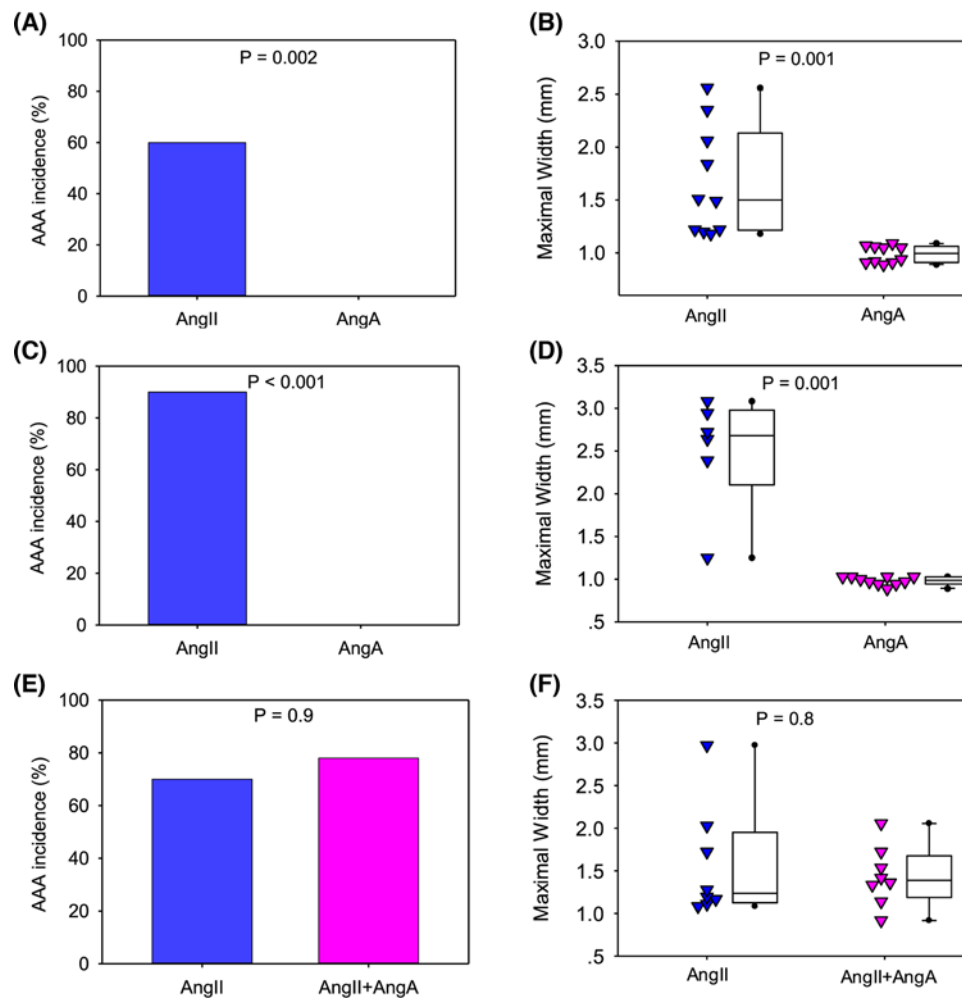 (A)
100
80
60
40
20
0
AAA incidence (%)
P = 0.002
AngII AngA
(B)
3.0
2.5
2.0
1.5
1.0
Maximal Width (mm)
P = 0.001
AngII AngA
(C)
100
80
60
40
20
0
AAA incidence (%)
P < 0.001
AngII AngA
(D)
3.5
3.0
2.5
2.0
1.5
1.0
.5
Maximal Width (mm)
P = 0.001
AngII AngA
(E)
100
80
60
40
20
0
AAA incidence (%)
P = 0.9
AngII AngII+AngA
(F)
3.5
3.0
2.5
2.0
1.5
1.0
.5
Maximal Width (mm)
P = 0.8
AngII AngII+AngA